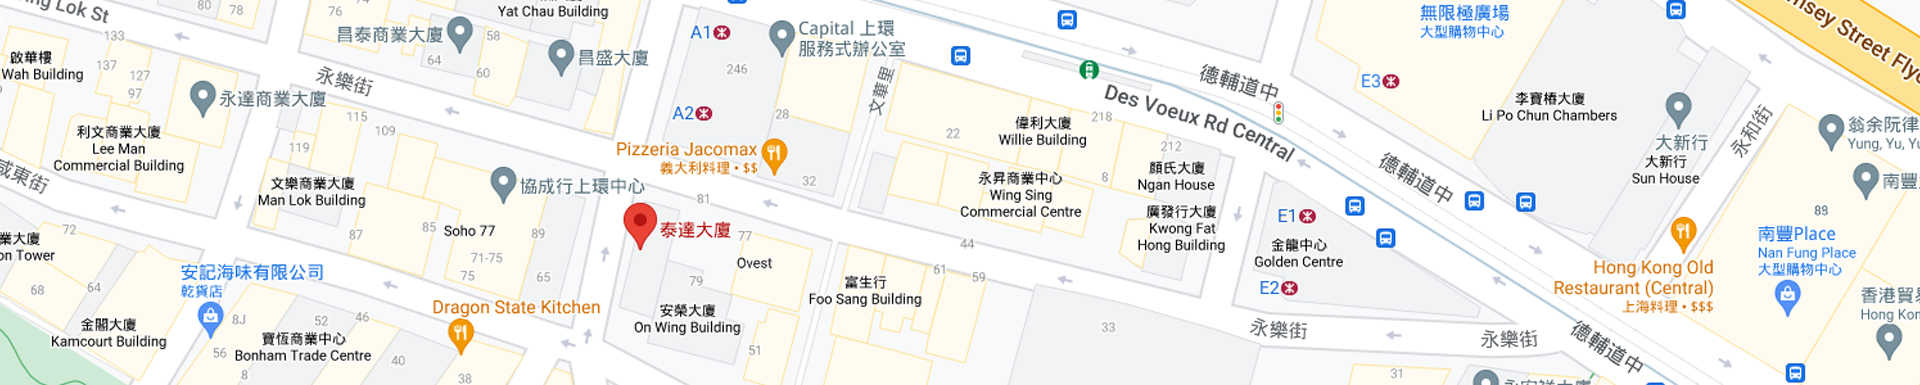 ng Lok St
80
78
Yat Chau Building
76
昌泰商業大廈
58
64
60
昌盛大廈
133
啟華樓
Wah Building
137
127
97
永達商業大廈
永樂街
115
109
119
利文商業大廈
Lee Man
Commercial Building
咸東街
文樂商業大廈
Man Lok Building
協成行上環中心
A1
Capital 上環
服務式辦公室
246
A2
28
文華里
Pizzeria Jacomax
義大利料理・$$
32
81
22
偉利大廈
Willie Building
218
永昇商業中心
Wing Sing
Commercial Centre
8
212
顏氏大廈
Ngan House
廣發行大廈
Kwong Fat
Hong Building
德輔道中
Des Voeux Rd Central
無限極廣場
大型購物中心
E3
李寶椿大廈
Li Po Chun Chambers
大新行
大新行
Sun House
永和街
msey Street Flyo
翁余阮律
Yung, Yu, Yu
南豐
89
南豐Place
Nan Fung Place
大型購物中心
香港貿易
Hong Kon
德輔道中
E1
金龍中心
Golden Centre
E2
Hong Kong Old
Restaurant (Central)
上海料理・$$$
德輔道中
永樂街
永樂街
31
33
44
61
59
富生行
Foo Sang Building
泰達大廈
77
Ovest
79
安榮大廈
On Wing Building
51
85
Soho 77
89
87
71-75
75
65
72
業大廈
on Tower
68
64
安記海味有限公司
乾貨店
8J
金閣大廈
Kamcourt Building
52
46
寶恆商業中心
Bonham Trade Centre
56
8
40
38
Dragon State Kitchen